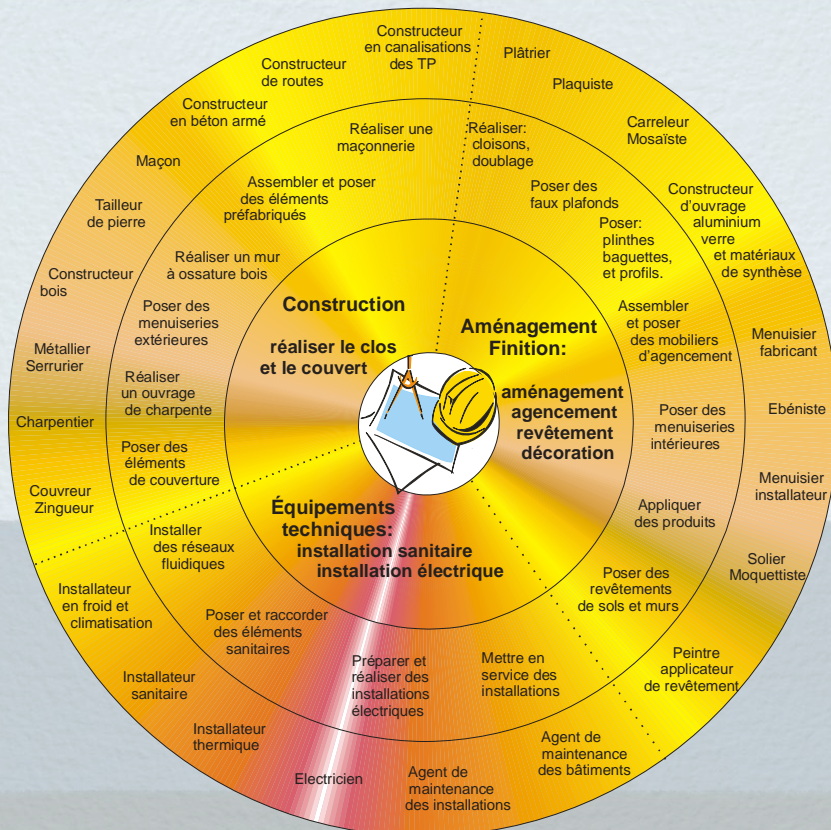 Constructeur
en canalisations
des TP
Constructeur
de routes
Constructeur
en béton armé
Maçon
Tailleur
de pierre
Constructeur
bois
Métallier
Serrurier
Charpentier
Couvreur
Zingueur
Réaliser une
maçonnerie
Assembler et poser
des éléments
préfabriqués
Réaliser un mur
à ossature bois
Poser des
menuiseries
extérieures
Réaliser
un ouvrage
de charpente
Poser des
éléments
de couverture
Construction
réaliser le clos
et le couvert
Plâtrier
Plaquiste
Carreleur
Mosaïste
Constructeur
d'ouvrage
aluminium
verre
et matériaux
de synthèse
Menuisier
fabricant
Ebéniste
Menuisier
installateur
Solier
Moquettiste
Peintre
applicateur
de revêtement
Réaliser:
cloisons,
doublage
Poser des
faux plafonds
Poser:
plinthes
baguettes,
et profils.
Assembler
et poser
des mobiliers
d'agencement
Poser des
menuiseries
intérieures
Appliquer
des produits
Poser des
revêtements
de sols et murs
Aménagement
Finition:
aménagement
agencement
revêtement
décoration
Équipements
techniques:
installation sanitaire
installation électrique
Installer
des réseaux
fluidiques
Poser et raccorder
des éléments
sanitaires
Préparer et
réaliser des
installations
électriques
Mettre en
service des
installations
Installateur
en froid et
climatisation
Installateur
sanitaire
Installateur
thermique
Electricien
Agent de
maintenance
des installations
Agent de
maintenance
des bâtiments